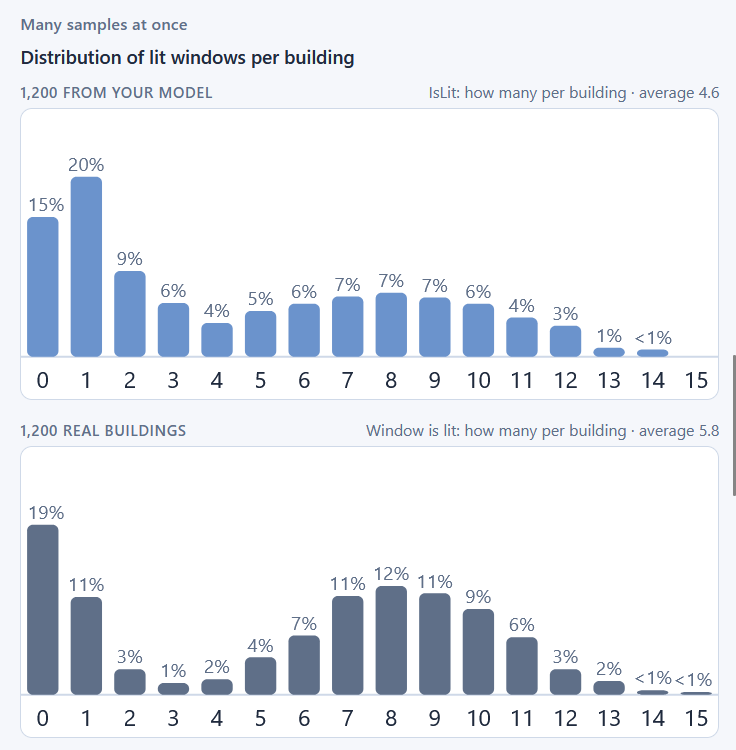 Many samples at once
Distribution of lit windows per building
1,200 FROM YOUR MODEL IsLit: how many per building · average 4.6
15% 20% 9% 6% 4% 5% 6% 7% 7% 7% 6% 4% 3% 1% <1%
0 1 2 3 4 5 6 7 8 9 10 11 12 13 14 15
1,200 REAL BUILDINGS Window is lit: how many per building · average 5.8
19% 11% 3% 1% 2% 4% 7% 11% 12% 11% 9% 6% 3% 2% <1% <1%
0 1 2 3 4 5 6 7 8 9 10 11 12 13 14 15